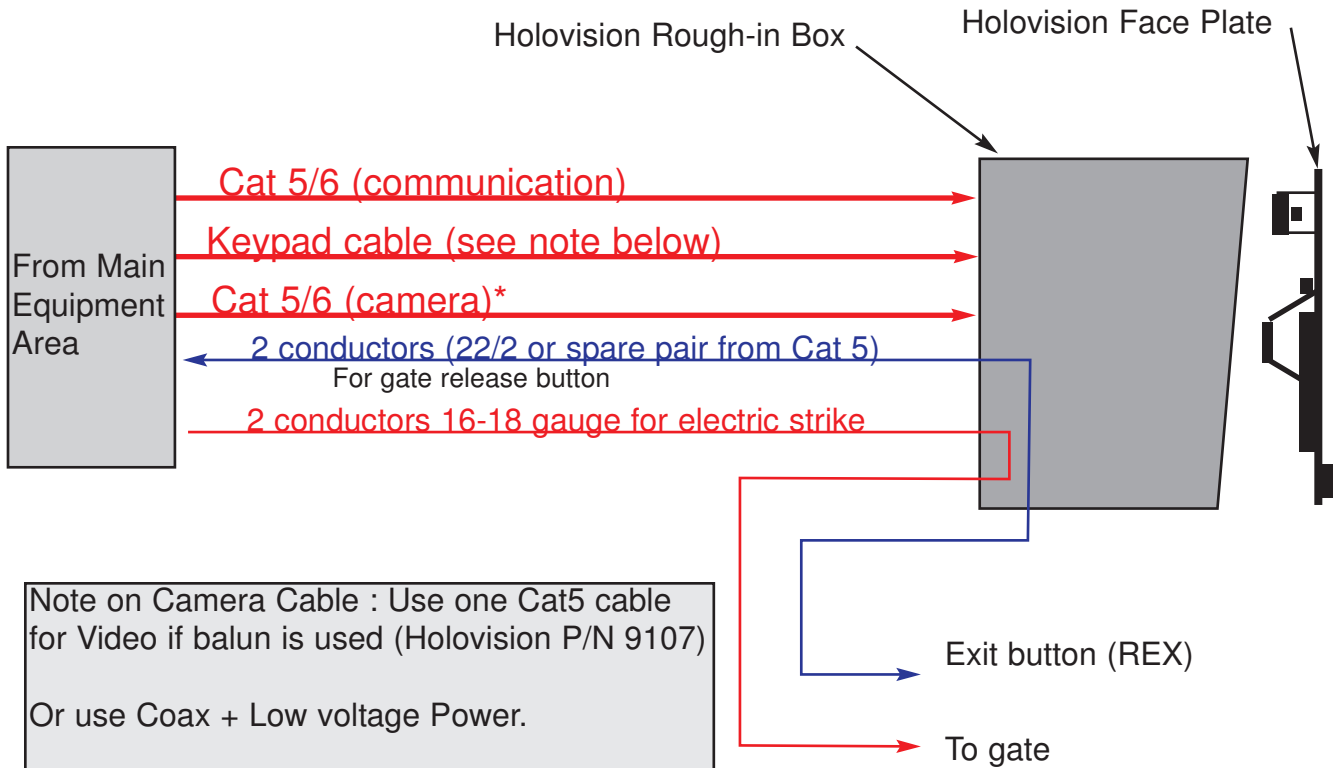 Holovision Rough-in Box
Holovision Face Plate
From Main
Equipment
Area
Cat 5/6 (communication)
Keypad cable (see note below)
Cat 5/6 (camera)*
2 conductors (22/2 or spare pair from Cat 5)
For gate release button
2 conductors 16-18 gauge for electric strike
Note on Camera Cable : Use one Cat5 cable
for Video if balun is used (Holovision P/N 9107)
Or use Coax + Low voltage Power.
Exit button (REX)
To gate